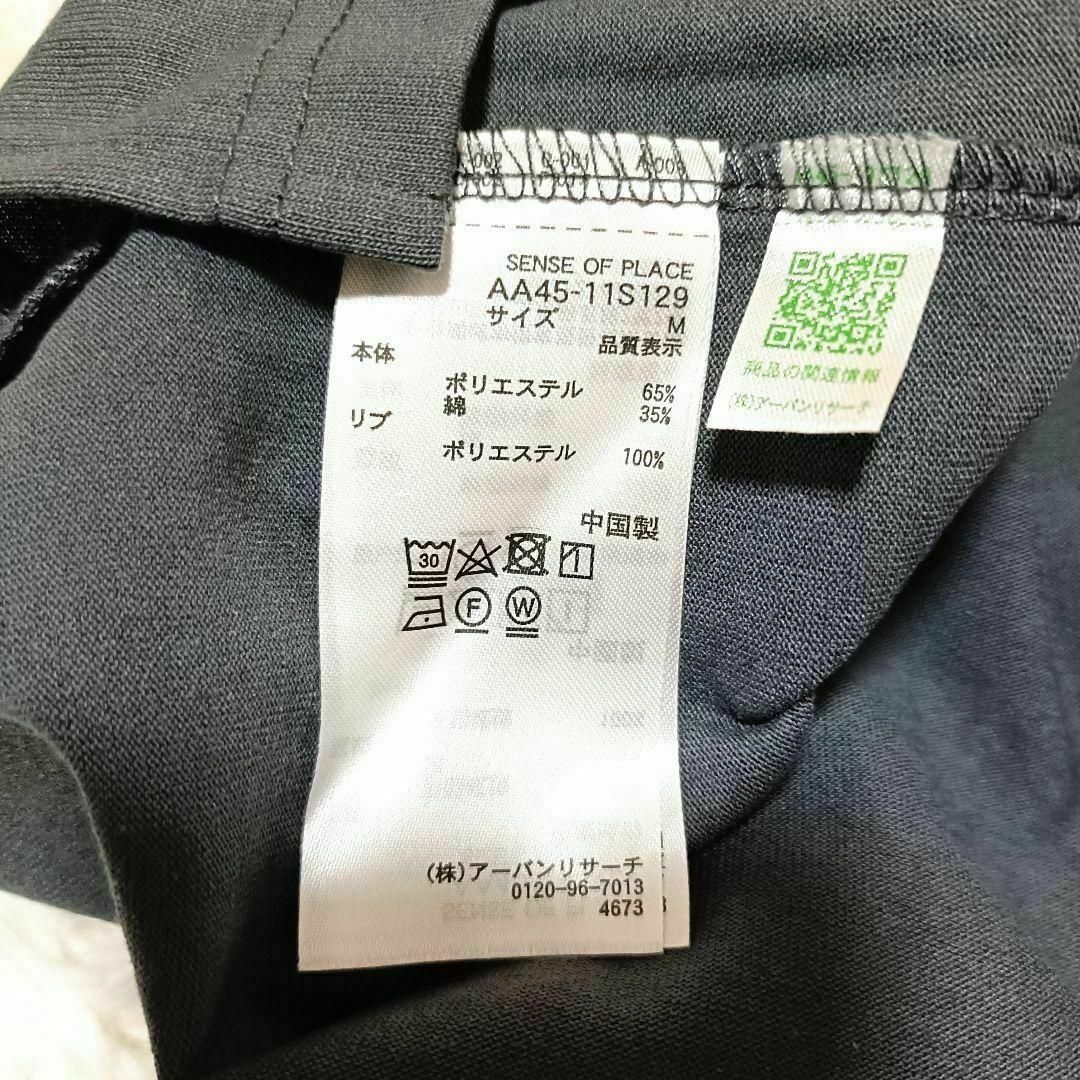 SENSE OF PLACE
AA45-11S129
サイズ M
品質表示
本体
ポリエステル 65%
綿 35%
リブ
ポリエステル 100%
中国製
30
F W
(株)アーバンリサーチ
0120-96-7013
4673
商品の関連情報
(株)アーバンリサーチ